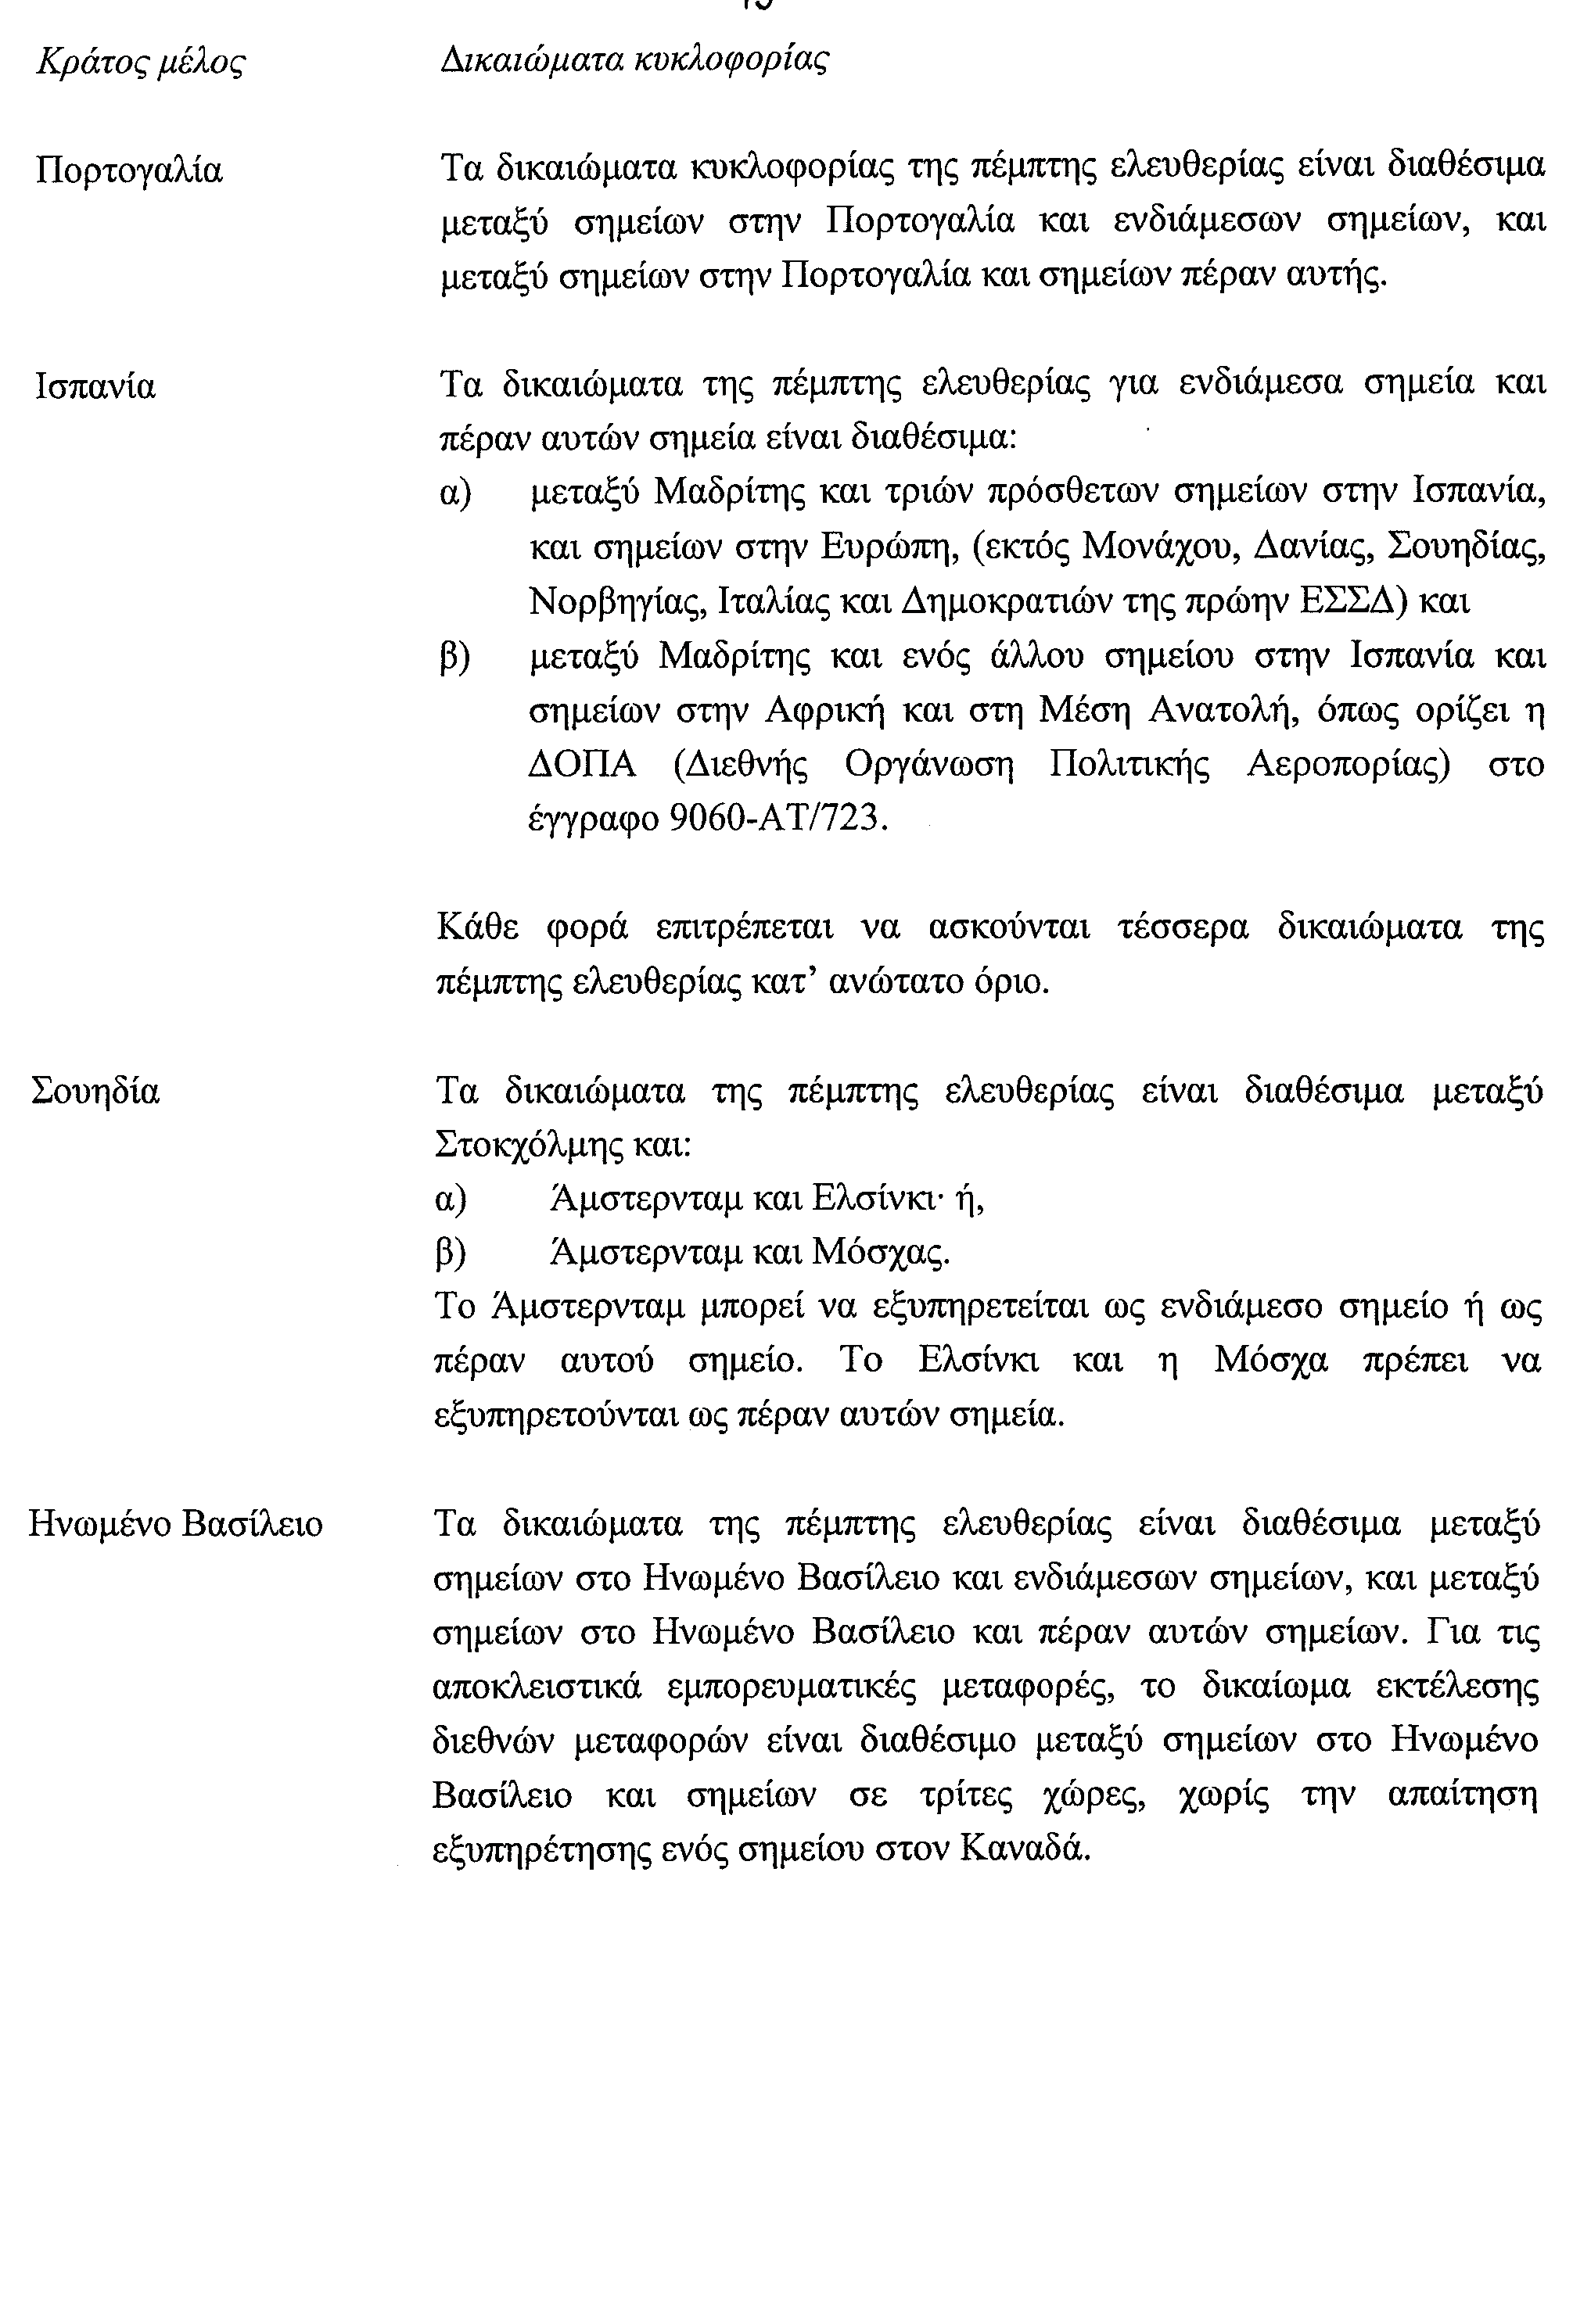 Κράτος μέλος Δικαιώματα κυκλοφορίας
Πορτογαλία Τα δικαιώματα κυκλοφορίας της πέμπτης ελευθερίας είναι διαθέσιμα
μεταξύ σημείων στην Πορτογαλία και ενδιάμεσων σημείων, και
μεταξύ σημείων στην Πορτογαλία και σημείων πέραν αυτής.
Ισπανία Τα δικαιώματα της πέμπτης ελευθερίας για ενδιάμεσα σημεία και
πέραν αυτών σημεία είναι διαθέσιμα:
α) μεταξύ Μαδρίτης και τριών πρόσθετων σημείων στην Ισπανία,
και σημείων στην Ευρώπη, (εκτός Μονάχου, Δανίας, Σουηδίας,
Νορβηγίας, Ιταλίας και Δημοκρατιών της πρώην ΕΣΣΔ) και
β) μεταξύ Μαδρίτης και ενός άλλου σημείου στην Ισπανία και
σημείων στην Αφρική και στη Μέση Ανατολή, όπως ορίζει η
ΔΟΠΑ (Διεθνής Οργάνωση Πολιτικής Αεροπορίας) στο
έγγραφο 9060-ΑΤ/723.
Κάθε φορά επιτρέπεται να ασκούνται τέσσερα δικαιώματα της
πέμπτης ελευθερίας κατ’ ανώτατο όριο.
Σουηδία Τα δικαιώματα της πέμπτης ελευθερίας είναι διαθέσιμα μεταξύ
Στοκχόλμης και:
α) Άμστερνταμ και Ελσίνκι· ή,
β) Άμστερνταμ και Μόσχας.
Το Άμστερνταμ μπορεί να εξυπηρετείται ως ενδιάμεσο σημείο ή ως
πέραν αυτού σημείο. Το Ελσίνκι και η Μόσχα πρέπει να
εξυπηρετούνται ως πέραν αυτών σημεία.
Ηνωμένο Βασίλειο Τα δικαιώματα της πέμπτης ελευθερίας είναι διαθέσιμα μεταξύ
σημείων στο Ηνωμένο Βασίλειο και ενδιάμεσων σημείων, και μεταξύ
σημείων στο Ηνωμένο Βασίλειο και πέραν αυτών σημείων. Για τις
αποκλειστικά εμπορευματικές μεταφορές, το δικαίωμα εκτέλεσης
διεθνών μεταφορών είναι διαθέσιμο μεταξύ σημείων στο Ηνωμένο
Βασίλειο και σημείων σε τρίτες χώρες, χωρίς την απαίτηση
εξυπηρέτησης ενός σημείου στον Καναδά.